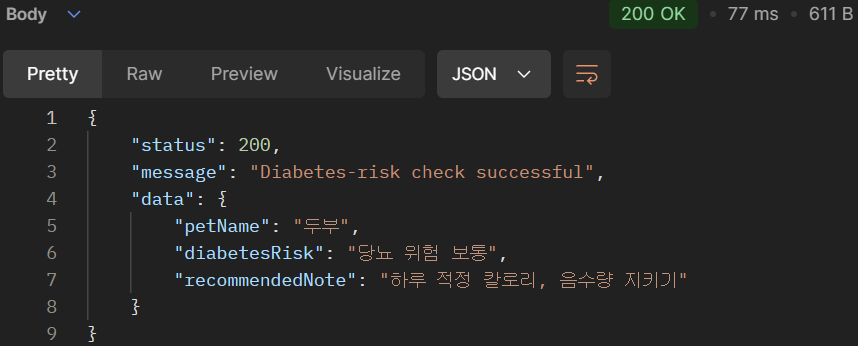 Body 200 OK • 77 ms • 611 B
Pretty Raw Preview Visualize JSON
1 {
2 "status": 200,
3 "message": "Diabetes-risk check successful",
4 "data": {
5 "petName": "두부",
6 "diabetesRisk": "당뇨 위험 보통",
7 "recommendedNote": "하루 적정 칼로리, 음수량 지키기"
8 }
9 }